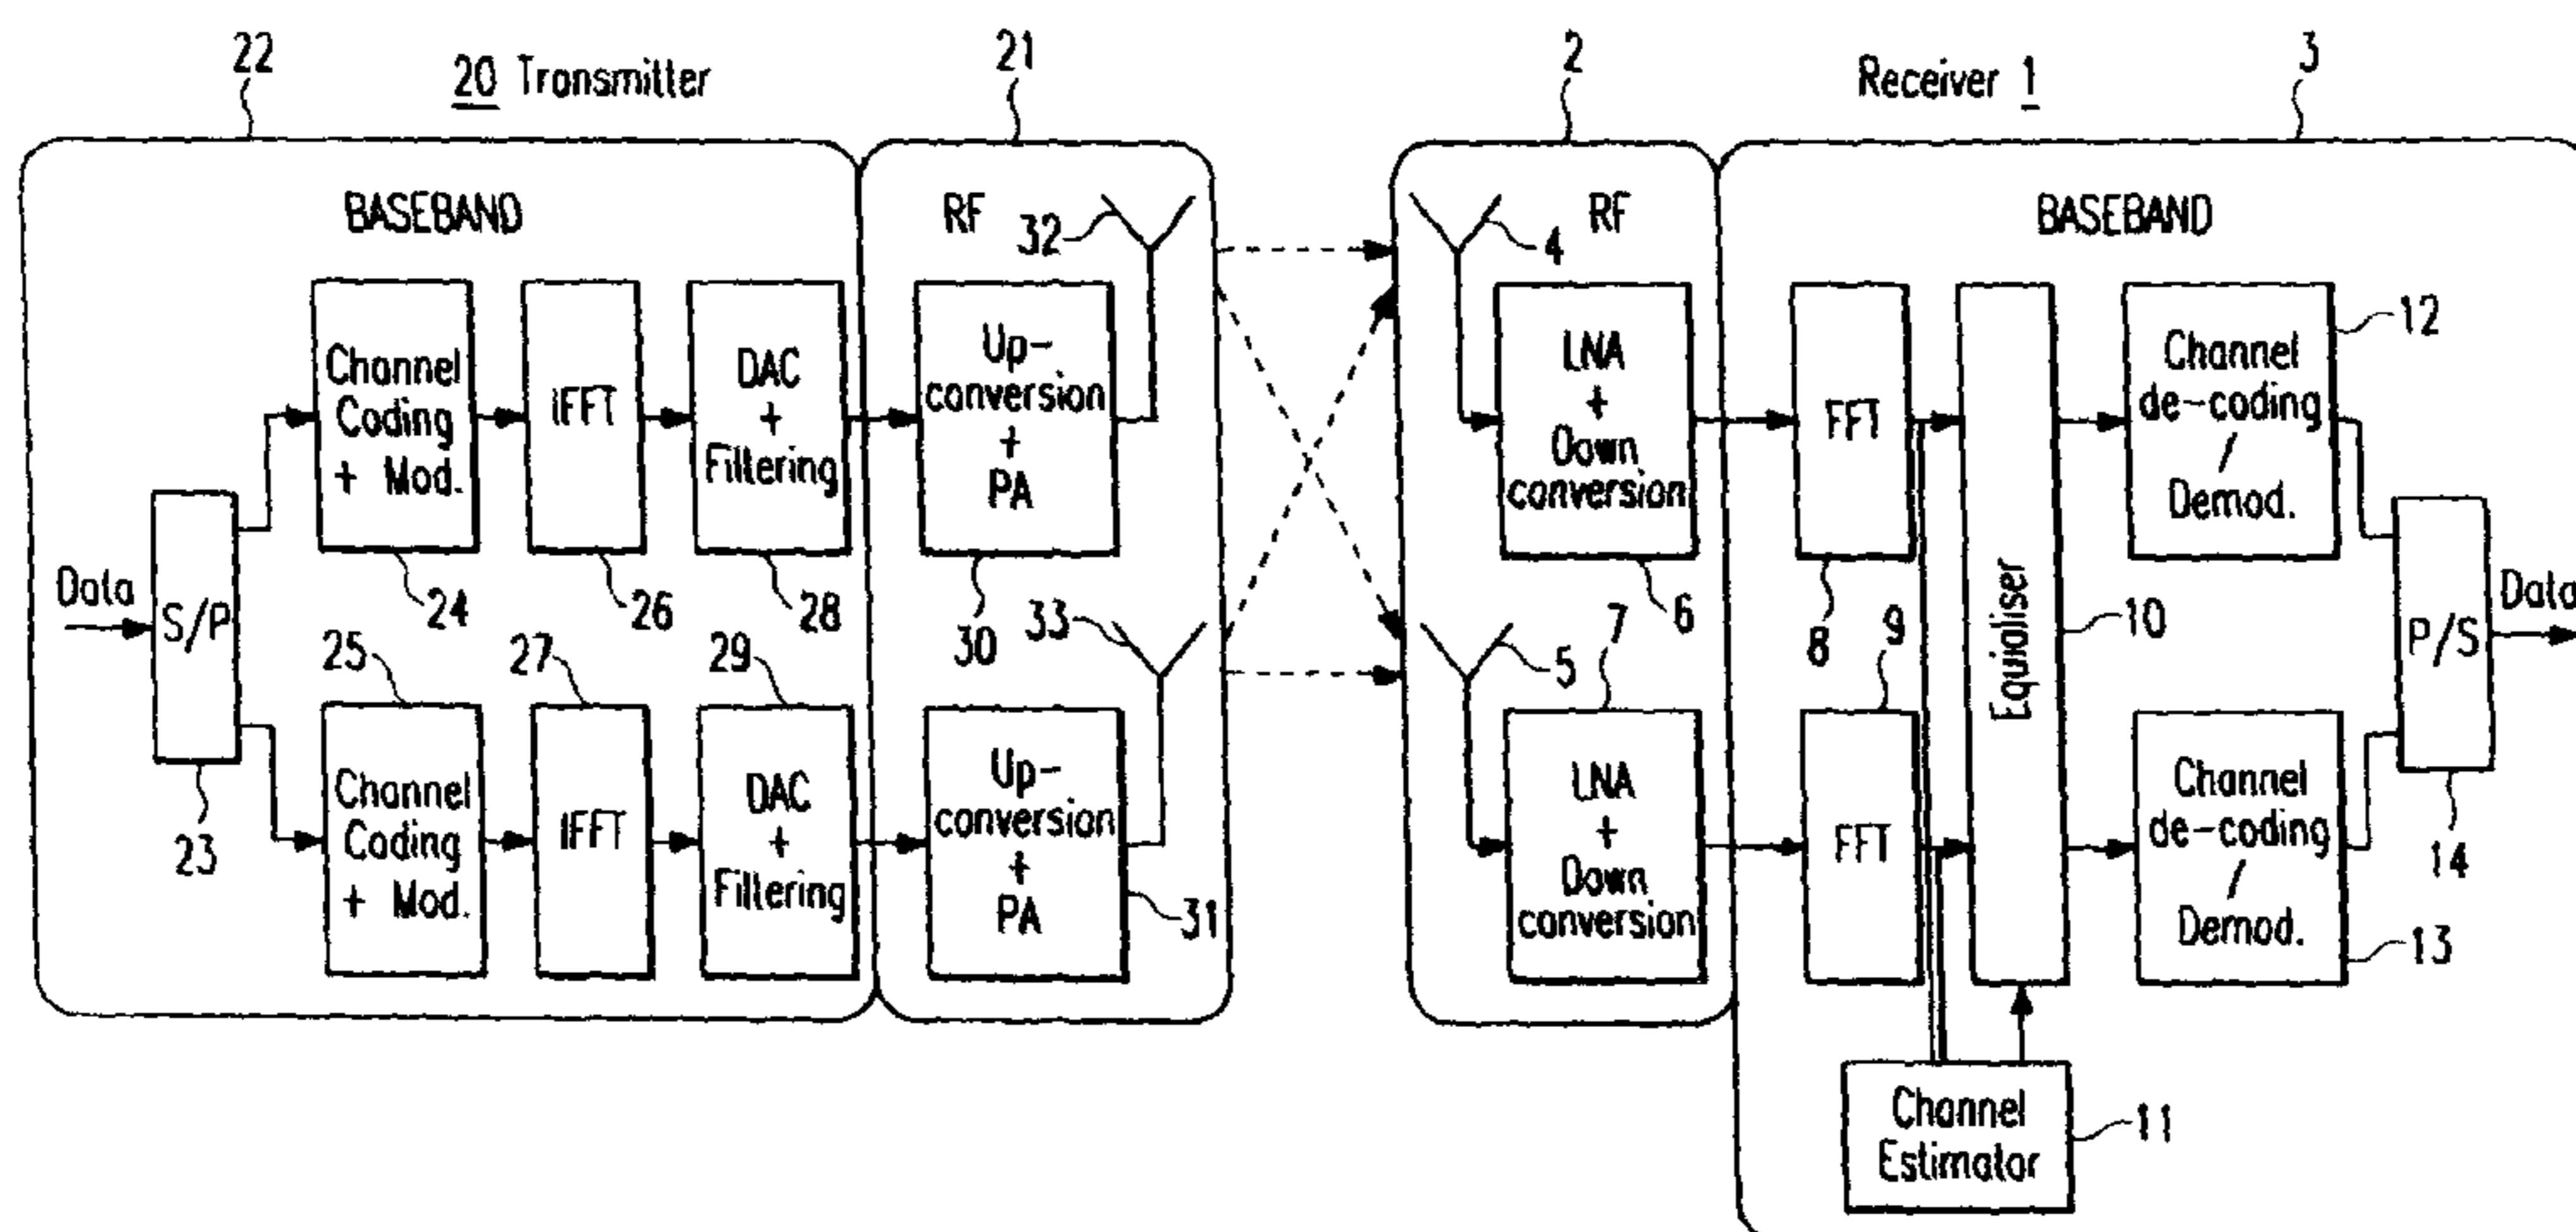 22
20 Transmitter
21
2
Receiver 1
3
BASEBAND
RF
32
4
RF
BASEBAND
Channel
Coding
+ Mod.
IFFT
DAC
+
Filtering
Up-
conversion
+
PA
LNA
+
Down
conversion
FFT
Channel
de-coding
/
Demod.
12
24
26
28
30
6
8
10
Data
S/P
23
Equialiser
P/S
Data
14
25
27
29
33
5
7
9
Channel
Coding
+ Mod.
IFFT
DAC
+
Filtering
Up-
conversion
+
PA
31
LNA
+
Down
conversion
FFT
Channel
de-coding
/
Demod.
13
Channel
Estimator
11